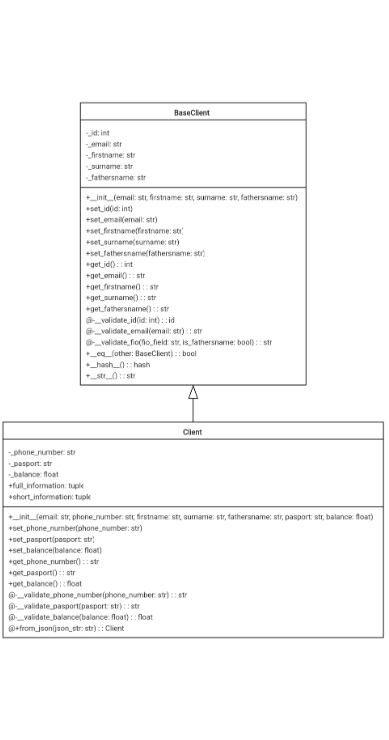 BaseClient
-_id: int
-_email: str
-_firstname: str
-_surname: str
-_fathersname: str
+__init__(email: str, firstname: str, surname: str, fathersname: str)
+set_id(id: int)
+set_email(email: str)
+set_firstname(firstname: str)
+set_surname(surname: str)
+set_fathersname(fathersname: str)
+get_id() : : int
+get_email() : : str
+get_firstname() : : str
+get_surname() : : str
+get_fathersname() : : str
@-__validate_id(id: int) : : id
@-__validate_email(email: str) : : str
@-__validate_fio(fio_field: str, is_fathersname: bool) : : str
+__eq__(other: BaseClient) : : bool
+__hash__() : : hash
+__str__() : : str
Client
-_phone_number: str
-_pasport: str
-_balance: float
+full_information: tuple
+short_information: tuple
+__init__(email: str, phone_number: str, firstname: str, surname: str, fathersname: str, pasport: str, balance: float)
+set_phone_number(phone_number: str)
+set_pasport(pasport: str)
+set_balance(balance: float)
+get_phone_number() : : str
+get_pasport() : : str
+get_balance() : : float
@-__validate_phone_number(phone_number: str) : : str
@-__validate_pasport(pasport: str) : : str
@-__validate_balance(balance: float) : : float
@+from_json(json_str: str) : : Client